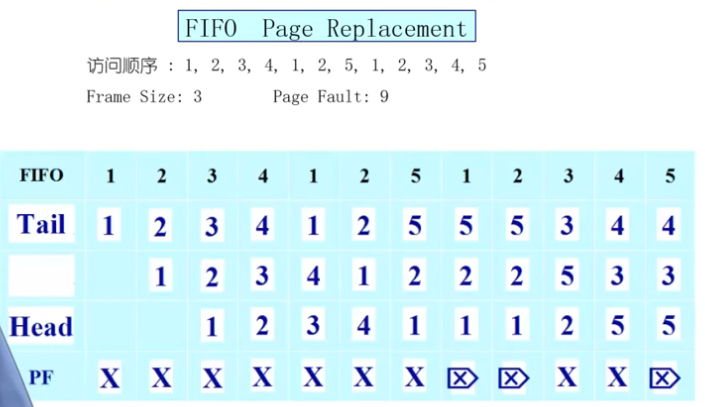 FIFO Page Replacement
访问顺序 : 1, 2, 3, 4, 1, 2, 5, 1, 2, 3, 4, 5
Frame Size: 3 Page Fault: 9
FIFO 1 2 3 4 1 2 5 1 2 3 4 5
Tail 1 2 3 4 1 2 5 5 5 3 4 4
1 2 3 4 1 2 2 2 5 3 3
Head 1 2 3 4 1 1 1 2 5 5
PF X X X X X X X ⌦ ⌦ X X ⌦